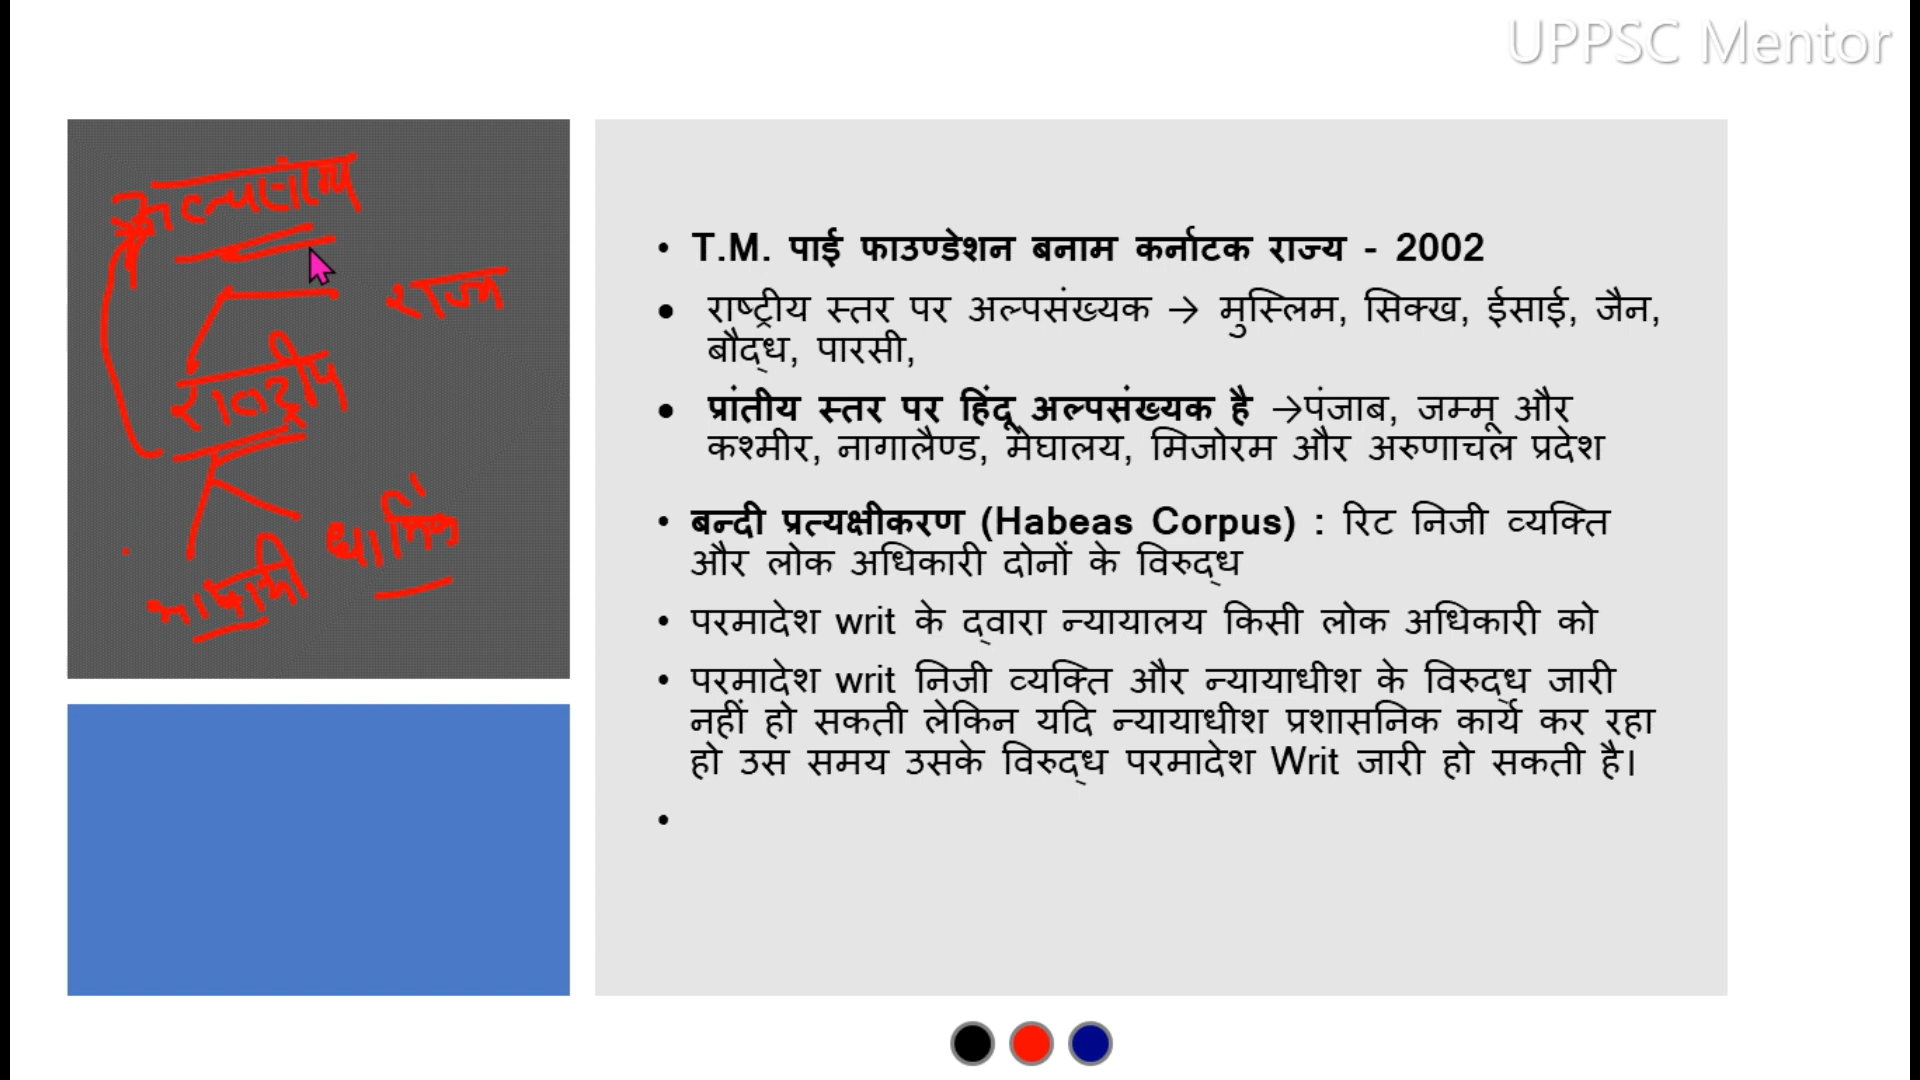 UPPSC Mentor
अल्पसंख्य
राज्य
राष्ट्रीय
धार्मिक
भाषायी
• T.M. पाई फाउण्डेशन बनाम कर्नाटक राज्य - 2002
● राष्ट्रीय स्तर पर अल्पसंख्यक → मुस्लिम, सिक्ख, ईसाई, जैन,
बौद्ध, पारसी,
● प्रांतीय स्तर पर हिंदू अल्पसंख्यक है →पंजाब, जम्मू और
कश्मीर, नागालैण्ड, मेघालय, मिजोरम और अरुणाचल प्रदेश
• बन्दी प्रत्यक्षीकरण (Habeas Corpus) : रिट निजी व्यक्ति
और लोक अधिकारी दोनों के विरुद्ध
• परमादेश writ के द्वारा न्यायालय किसी लोक अधिकारी को
• परमादेश writ निजी व्यक्ति और न्यायाधीश के विरुद्ध जारी
नहीं हो सकती लेकिन यदि न्यायाधीश प्रशासनिक कार्य कर रहा
हो उस समय उसके विरुद्ध परमादेश Writ जारी हो सकती है।
•